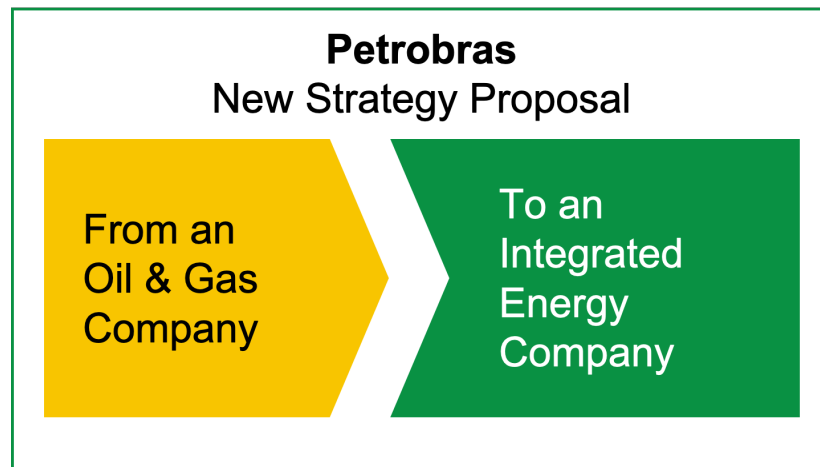 Petrobras
New Strategy Proposal
From an
Oil & Gas
Company
To an
Integrated
Energy
Company